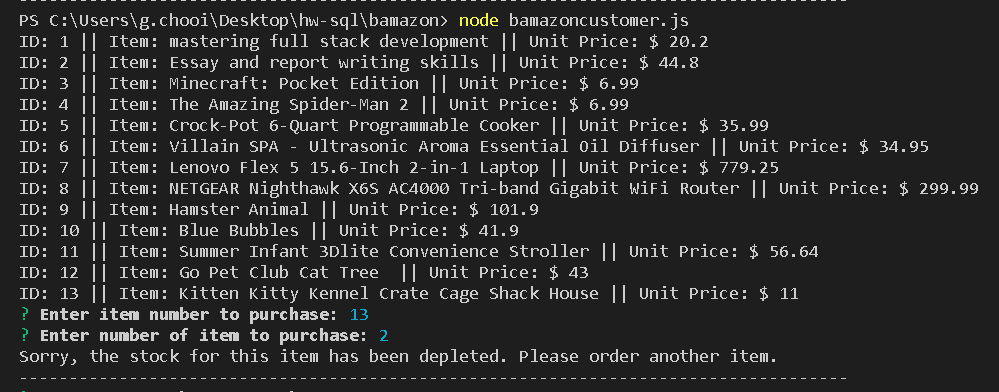 --------------------------------------------------------------------------------
PS C:\Users\g.chooi\Desktop\hw-sql\bamazon> node bamazoncustomer.js
ID: 1 || Item: mastering full stack development || Unit Price: $ 20.2
ID: 2 || Item: Essay and report writing skills || Unit Price: $ 44.8
ID: 3 || Item: Minecraft: Pocket Edition || Unit Price: $ 6.99
ID: 4 || Item: The Amazing Spider-Man 2 || Unit Price: $ 6.99
ID: 5 || Item: Crock-Pot 6-Quart Programmable Cooker || Unit Price: $ 35.99
ID: 6 || Item: Villain SPA - Ultrasonic Aroma Essential Oil Diffuser || Unit Price: $ 34.95
ID: 7 || Item: Lenovo Flex 5 15.6-Inch 2-in-1 Laptop || Unit Price: $ 779.25
ID: 8 || Item: NETGEAR Nighthawk X6S AC4000 Tri-band Gigabit WiFi Router || Unit Price: $ 299.99
ID: 9 || Item: Hamster Animal || Unit Price: $ 101.9
ID: 10 || Item: Blue Bubbles || Unit Price: $ 41.9
ID: 11 || Item: Summer Infant 3Dlite Convenience Stroller || Unit Price: $ 56.64
ID: 12 || Item: Go Pet Club Cat Tree  || Unit Price: $ 43
ID: 13 || Item: Kitten Kitty Kennel Crate Cage Shack House || Unit Price: $ 11
? Enter item number to purchase: 13
? Enter number of item to purchase: 2
Sorry, the stock for this item has been depleted. Please order another item.
--------------------------------------------------------------------------------